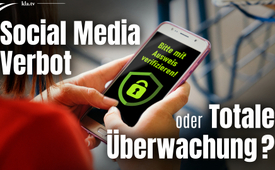 kla.tv
Social Media
Verbot
Bitte mit
Ausweis
verifizieren!
oder Totale
Überwachung?